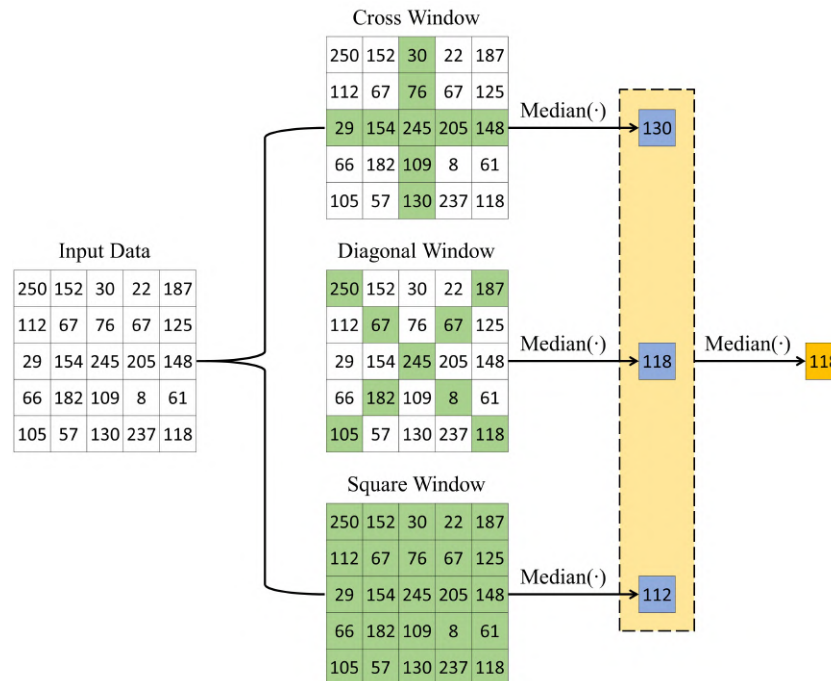 Cross Window
250 152 30 22 187
112 67 76 67 125
29 154 245 205 148
66 182 109 8 61
105 57 130 237 118
Median(·)
130
Input Data
250 152 30 22 187
112 67 76 67 125
29 154 245 205 148
66 182 109 8 61
105 57 130 237 118
Diagonal Window
250 152 30 22 187
112 67 76 67 125
29 154 245 205 148
66 182 109 8 61
105 57 130 237 118
Median(·)
118
Median(·)
118
Square Window
250 152 30 22 187
112 67 76 67 125
29 154 245 205 148
66 182 109 8 61
105 57 130 237 118
Median(·)
112